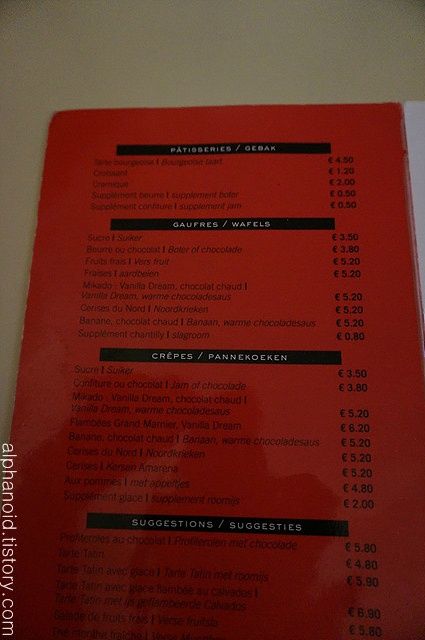 PÂTISSERIES / GEBAK
Tarte bourgeoise | Bourgeoise taart € 4.50
Croissant € 1.20
Cramique € 2.00
Supplément beurre | supplement boter € 0.50
Supplément confiture | supplement jam € 0.50
GAUFRES / WAFELS
Sucre | Suiker € 3.50
Beurre ou chocolat | Boter of chocolade € 3.80
Fruits frais | Vers fruit € 5.20
Fraises | aardbeien € 5.20
Mikado : Vanilla Dream, chocolat chaud |
Vanilla Dream, warme chocoladesaus € 5.20
Cerises du Nord | Noordkrieken € 5.20
Banane, chocolat chaud | Banaan, warme chocoladesaus € 5.20
Supplément chantilly | slagroom € 0.80
CRÊPES / PANNEKOEKEN
Sucre | Suiker € 3.50
Confiture ou chocolat | Jam of chocolade € 3.80
Mikado : Vanilla Dream, chocolat chaud |
Vanilla Dream, warme chocoladesaus € 5.20
Flambées Grand Marnier, Vanilla Dream € 6.20
Banane, chocolat chaud | Banaan, warme chocoladesaus € 5.20
Cerises du Nord | Noordkrieken € 5.20
Cerises | Kersen Amarena € 5.20
Aux pommes | met appeltjes € 4.80
Supplément glace | supplement roomijs € 2.00
SUGGESTIONS / SUGGESTIES
Profiteroles au chocolat | Profiterolen met chocolade € 5.80
Tarte Tatin € 4.80
Tarte Tatin avec glace | Tarte Tatin met roomijs € 5.90
Tarte Tatin avec glace flambée au calvados |
Tarte Tatin met ijs geflambeerde Calvados € 6.90
Salade de fruits frais | Verse fruitsla € 5.80
alphanoid.tistory.com